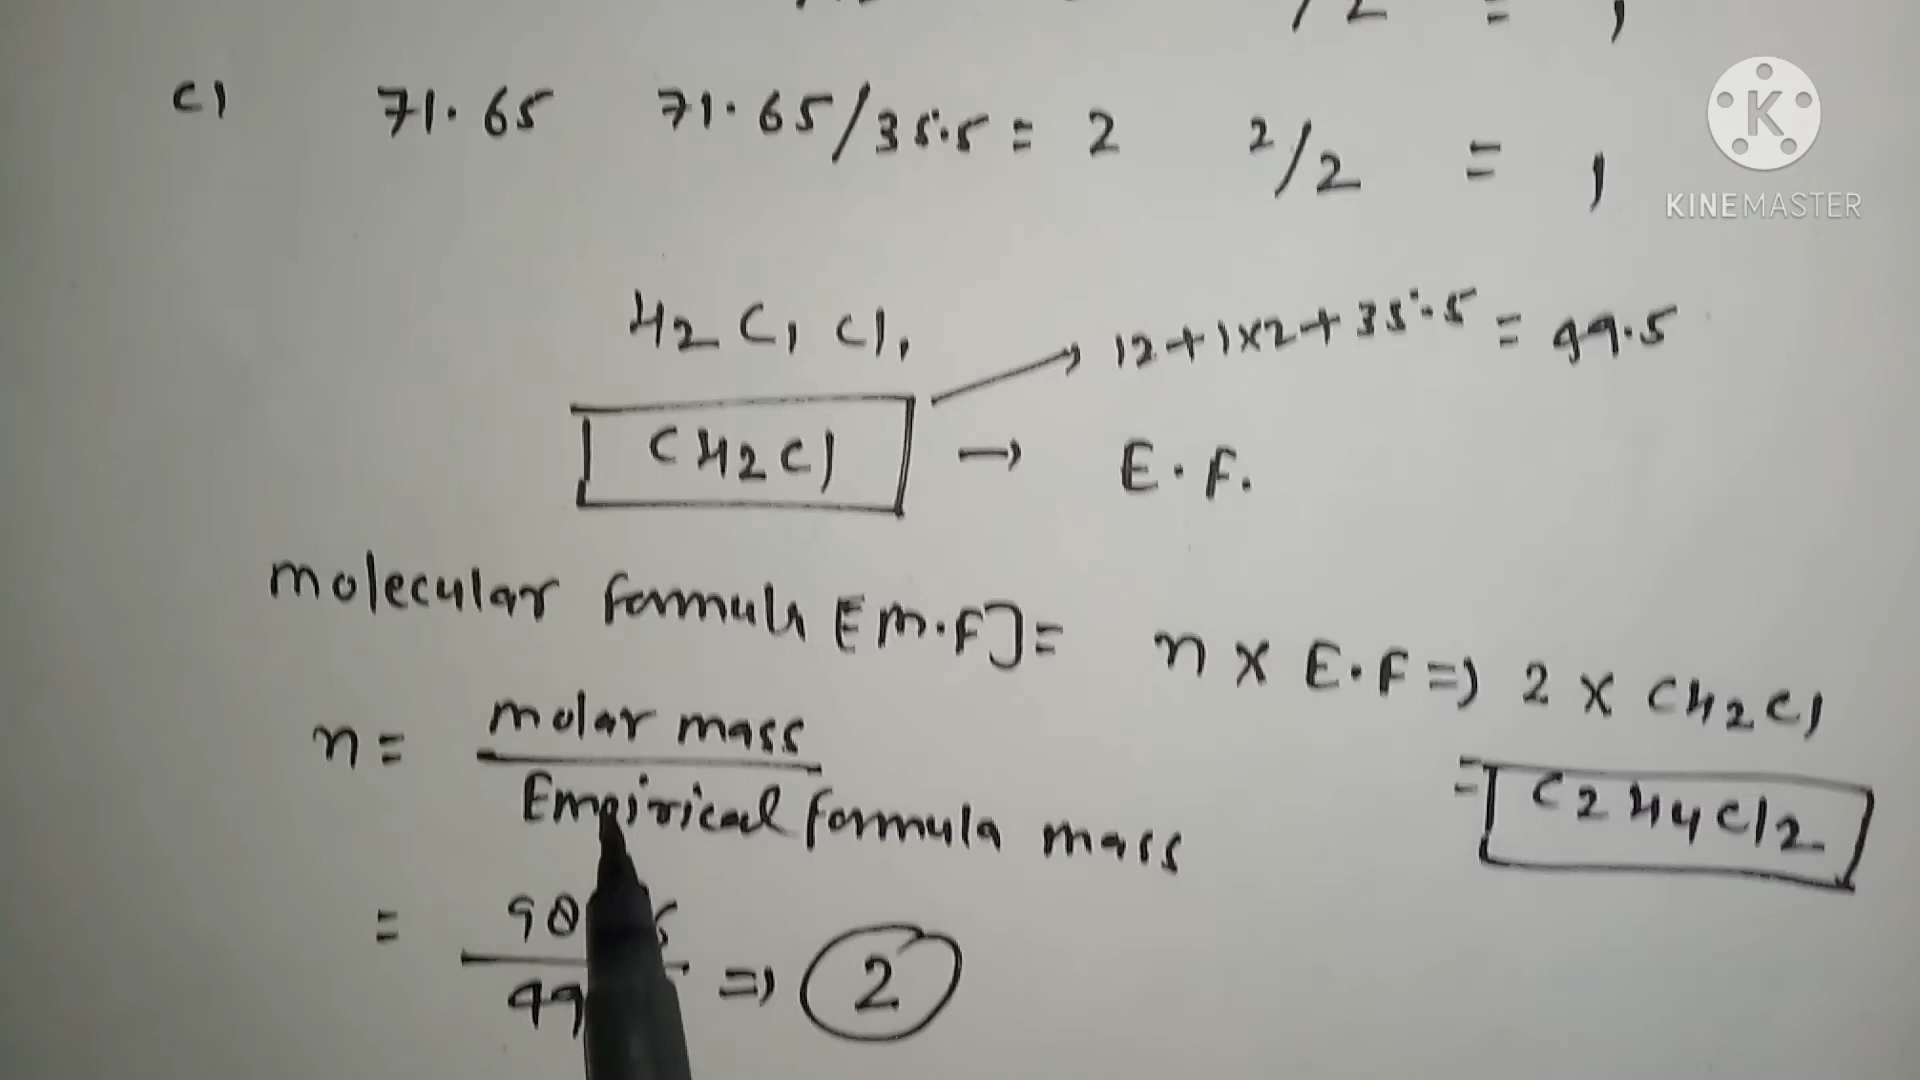 /2 = 1
Cl 71.65 71.65/35.5 = 2 2/2 = 1
K
KINEMASTER
H2 C1 Cl1
12+1x2+35.5 = 49.5
CH2Cl → E.F.
molecular formula [M.F] = n x E.F => 2 x CH2Cl
n = molar mass
Empirical formula mass
= C2H4Cl2
=
=> 2